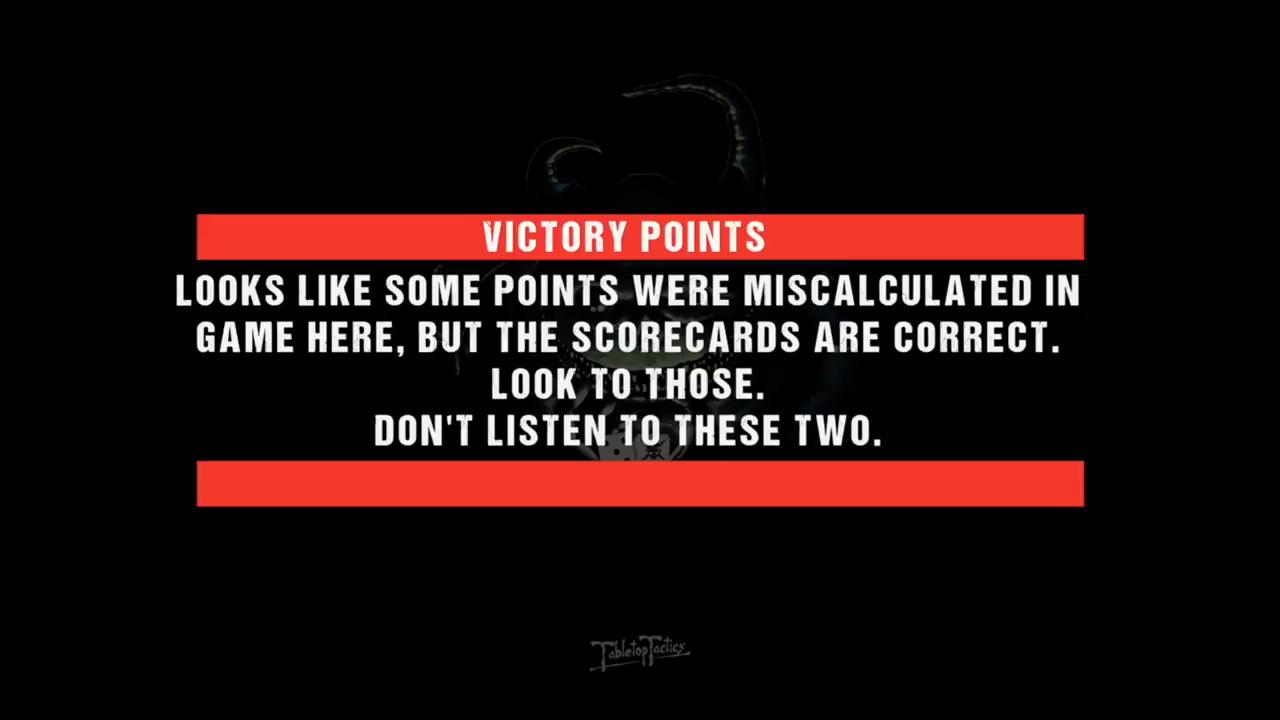 VICTORY POINTS
LOOKS LIKE SOME POINTS WERE MISCALCULATED IN
GAME HERE, BUT THE SCORECARDS ARE CORRECT.
LOOK TO THOSE.
DON'T LISTEN TO THESE TWO.
TabletopTactics